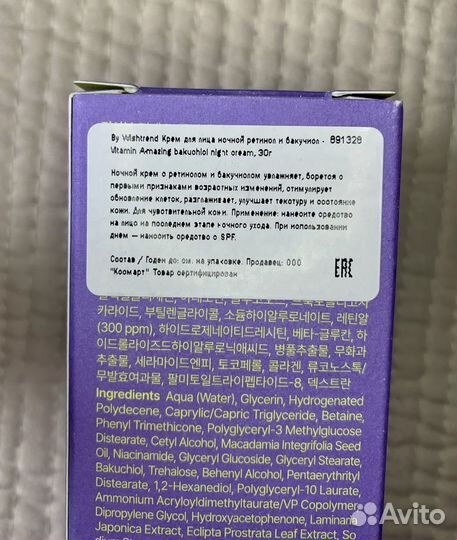 By Wishtrend Крем для лица ночной ретинол и бакучиол - 891328
Vitamin A-mazing bakuchiol night cream, 30г
Ночной крем с ретинолом и бакучиолом увлажняет, борется с
первыми признаками возрастных изменений, стимулирует
обновление клеток, разглаживает, улучшает текстуру и состояние
кожи. Для чувствительной кожи. Применение: нанесите средство
на лицо на последнем этапе ночного ухода. При использовании
днем — наносить средство с SPF.
Состав / Годен до: см. на упаковке. Продавец: ООО
"Коомарт" Товар сертифицирован
EAC
카라이드, 부틸렌글라이콜, 소듐하이알루로네이트, 레틴알
(300 ppm), 하이드로제네이티드레시틴, 베타-글루칸, 하
이드롤라이즈드하이알루로닉애씨드, 병풀추출물, 무화과
추출물, 세라마이드엔피, 토코페롤, 콜라겐, 류코노스톡/
무발효여과물, 팔미토일트라이펩타이드-8, 덱스트란
Ingredients Aqua (Water), Glycerin, Hydrogenated
Polydecene, Caprylic/Capric Triglyceride, Betaine,
Phenyl Trimethicone, Polyglyceryl-3 Methylglucose
Distearate, Cetyl Alcohol, Macadamia Integrifolia Seed
Oil, Niacinamide, Glyceryl Glucoside, Glyceryl Stearate,
Bakuchiol, Trehalose, Behenyl Alcohol, Pentaerythrityl
Distearate, 1,2-Hexanediol, Polyglyceryl-10 Laurate,
Ammonium Acryloyldimethyltaurate/VP Copolymer,
Dipropylene Glycol, Hydroxyacetophenone, Laminaria
Japonica Extract, Eclipta Prostrata Leaf Extract, So
Avito